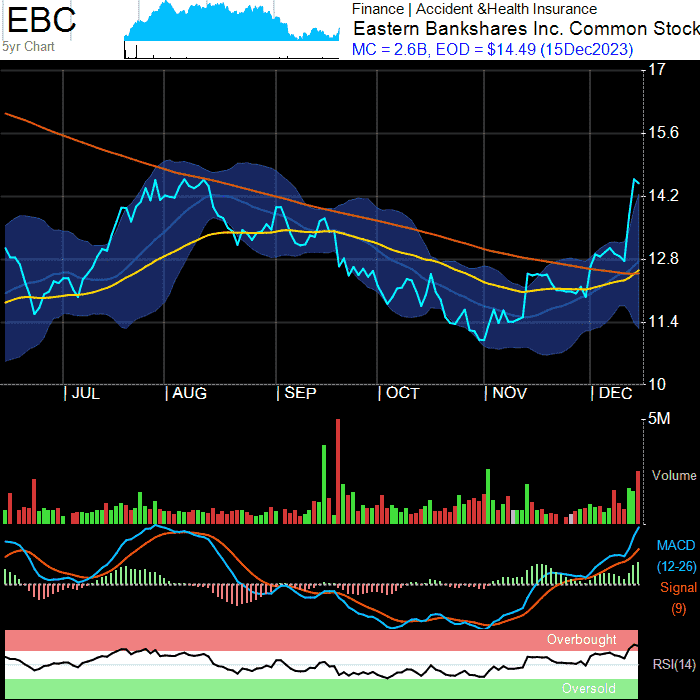 EBC
5yr Chart
Finance | Accident &Health Insurance
Eastern Bankshares Inc. Common Stock
MC = 2.6B, EOD = $14.49 (15Dec2023)
17
15.6
14.2
12.8
11.4
10
| JUL | AUG | SEP | OCT | NOV | DEC
5M
Volume
MACD
(12-26)
Signal
(9)
Overbought
RSI(14)
Oversold